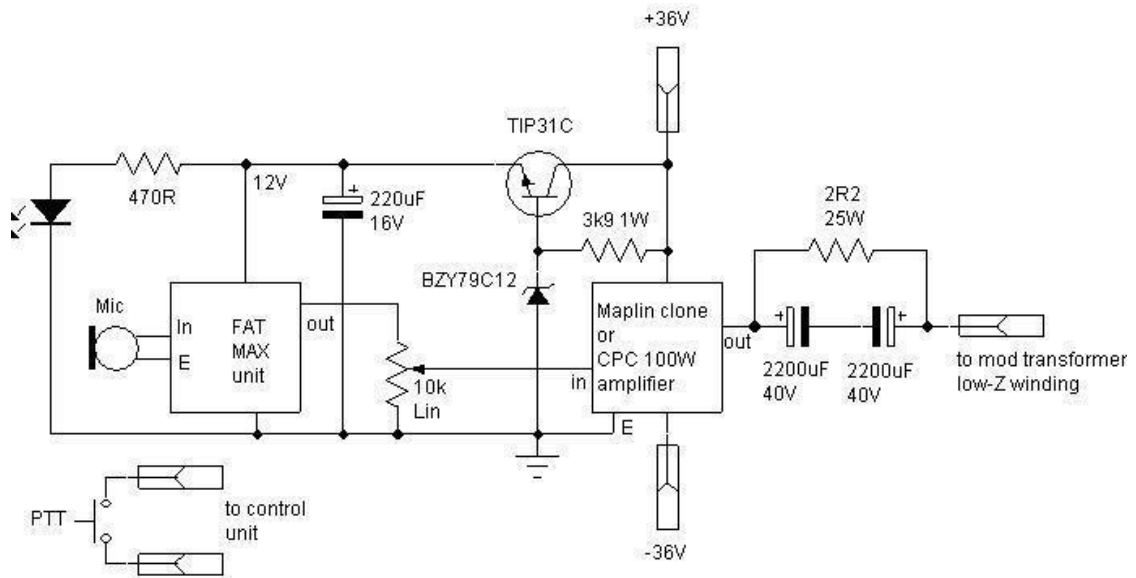 +36V
TIP31C
470R
12V
+
220uF
16V
3k9 1W
2R2
25W
BZY79C12
Mic
In
E
FAT
MAX
unit
out
10k
Lin
Maplin clone
or
CPC 100W
amplifier
in
out
E
+
+
2200uF
40V
2200uF
40V
to mod transformer
low-Z winding
PTT
to control
unit
-36V